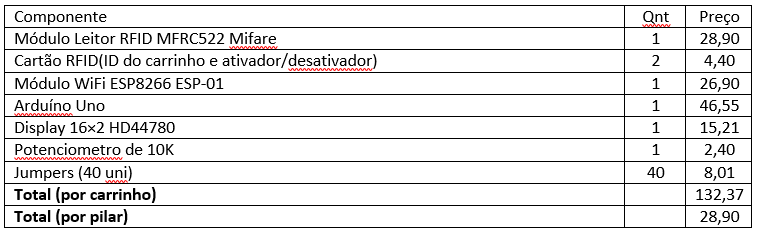 Componente Qnt Preço
Módulo Leitor RFID MFRC522 Mifare 1 28,90
Cartão RFID(ID do carrinho e ativador/desativador) 2 4,40
Módulo WiFi ESP8266 ESP-01 1 26,90
Arduíno Uno 1 46,55
Display 16×2 HD44780 1 15,21
Potenciometro de 10K 1 2,40
Jumpers (40 uni) 40 8,01
Total (por carrinho) 132,37
Total (por pilar) 28,90